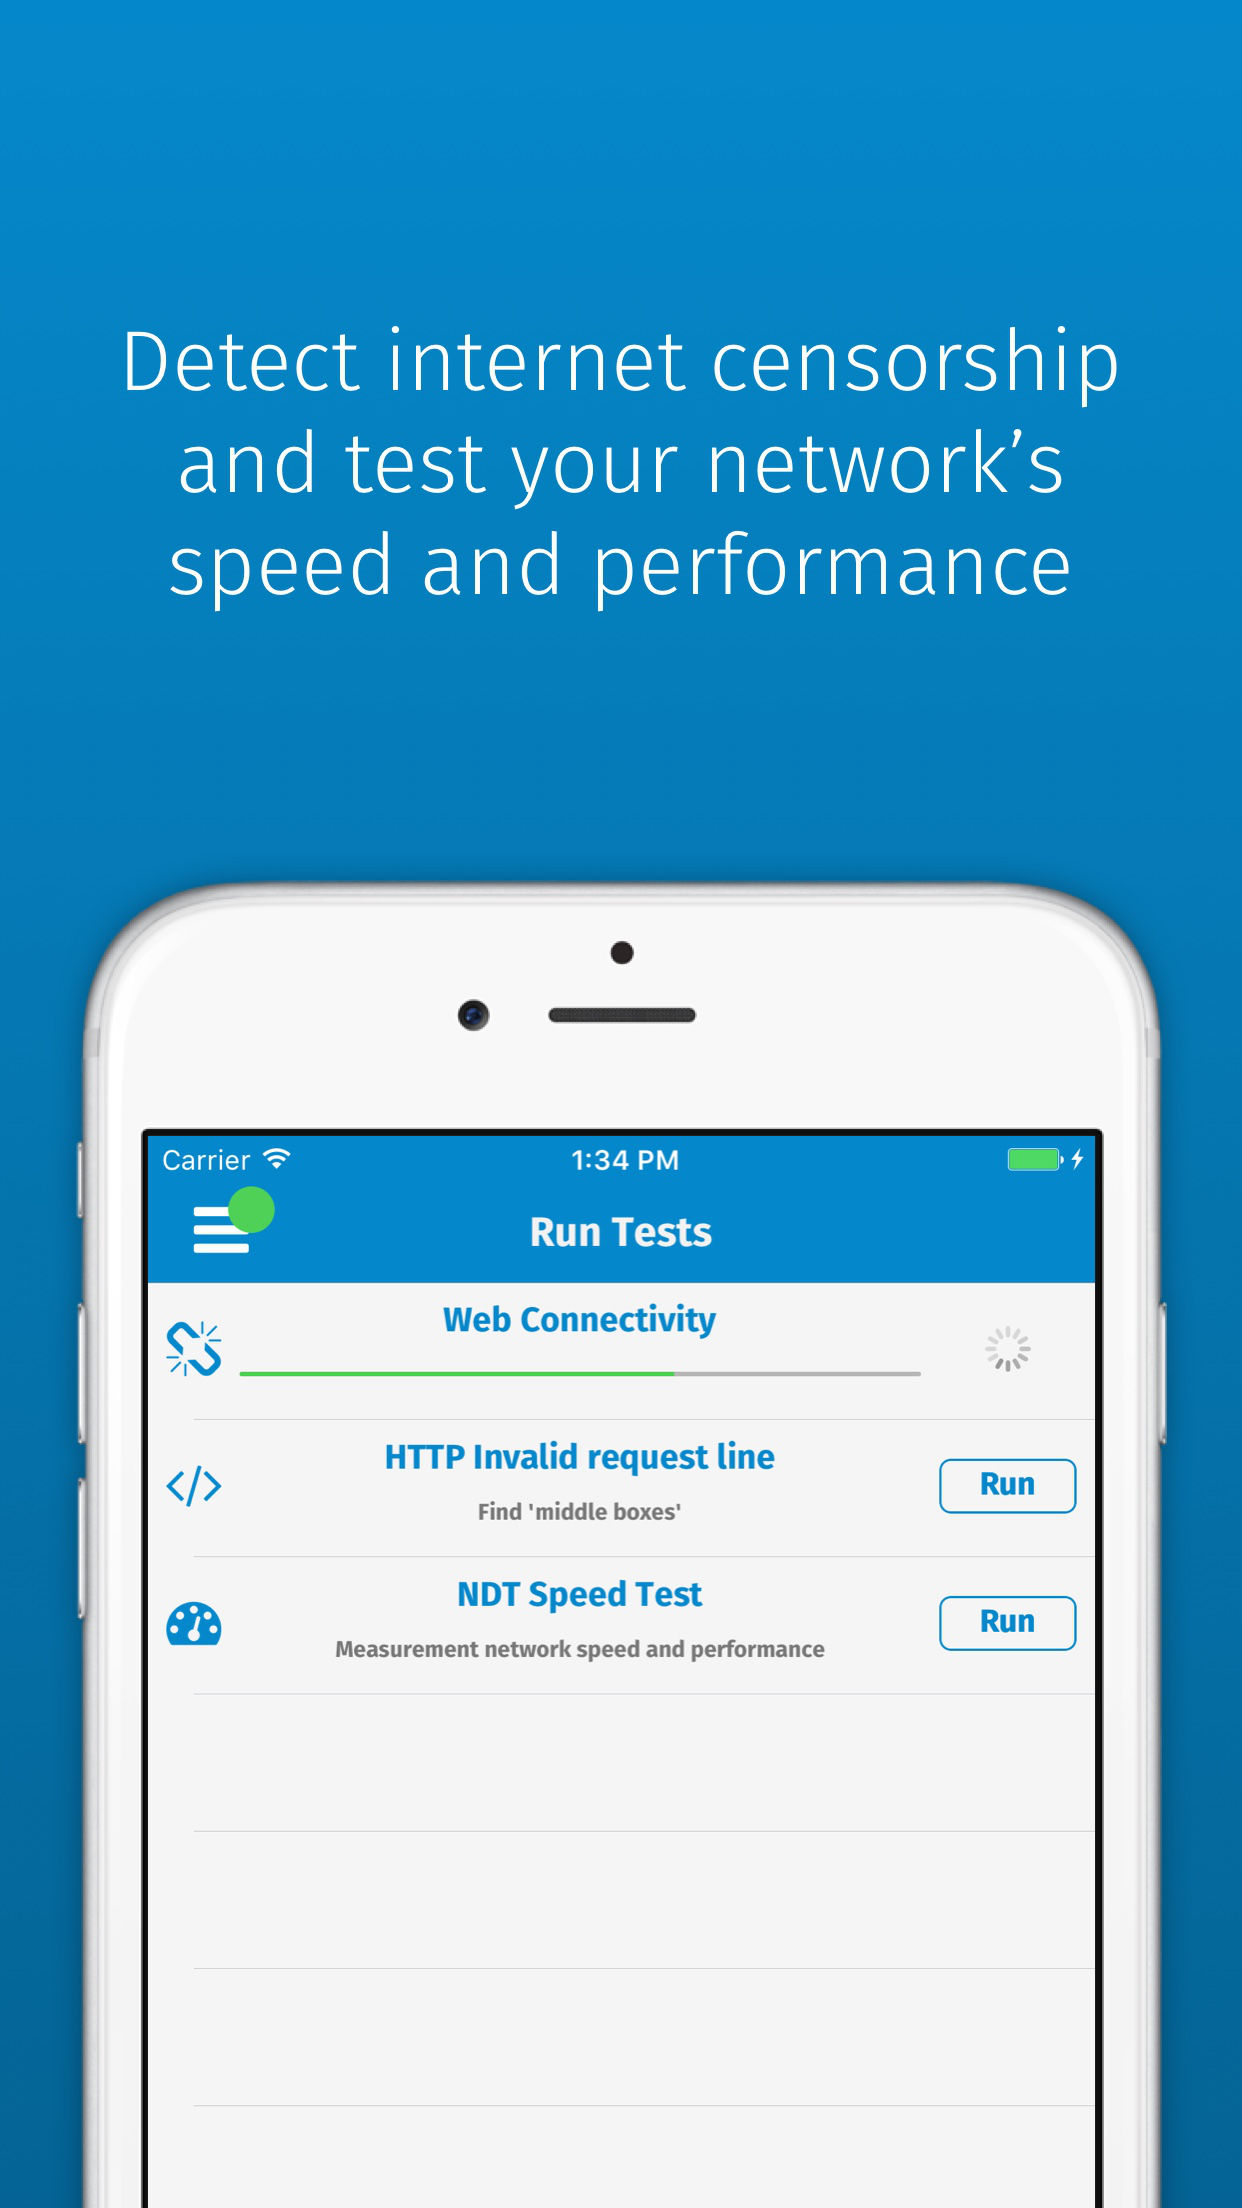 Detect internet censorship
and test your network’s
speed and performance
Carrier 1:34 PM
Run Tests
Web Connectivity
HTTP Invalid request line
Find 'middle boxes'
Run
NDT Speed Test
Measurement network speed and performance
Run